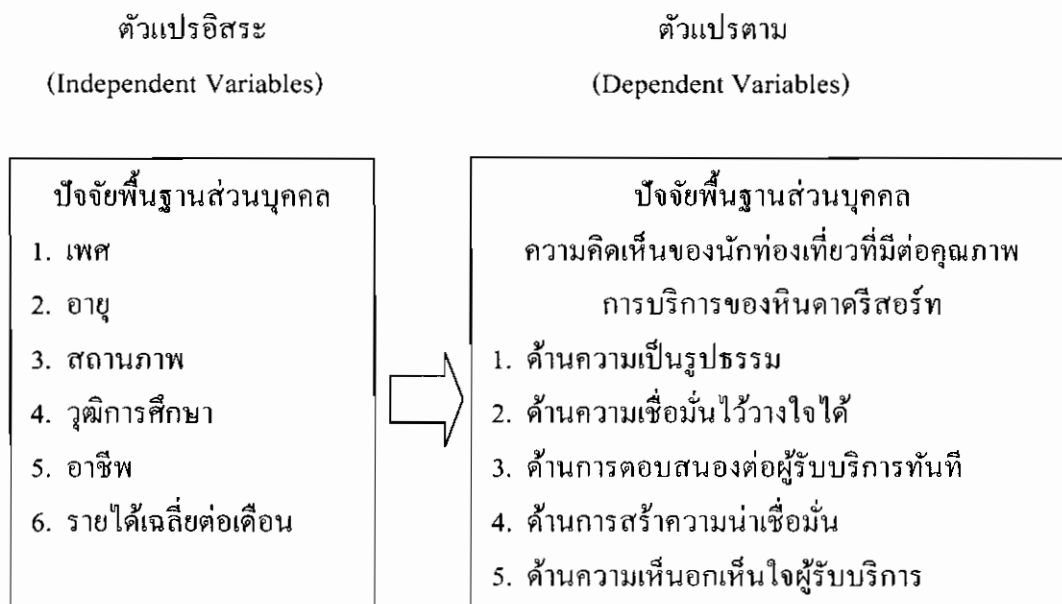 ตัวแปรอิสระ
(Independent Variables)
ตัวแปรตาม
(Dependent Variables)
ปัจจัยพื้นฐานส่วนบุคคล
1. เพศ
2. อายุ
3. สถานภาพ
4. วุฒิการศึกษา
5. อาชีพ
6. รายได้เฉลี่ยต่อเดือน
ปัจจัยพื้นฐานส่วนบุคคล
ความคิดเห็นของนักท่องเที่ยวที่มีต่อคุณภาพ
การบริการของหินดาครีสอร์ท
1. ด้านความเป็นรูปธรรม
2. ด้านความเชื่อมั่นไว้วางใจได้
3. ด้านการตอบสนองต่อผู้รับบริการทันที
4. ด้านการสร้าความน่าเชื่อมั่น
5. ด้านความเห็นอกเห็นใจผู้รับบริการ